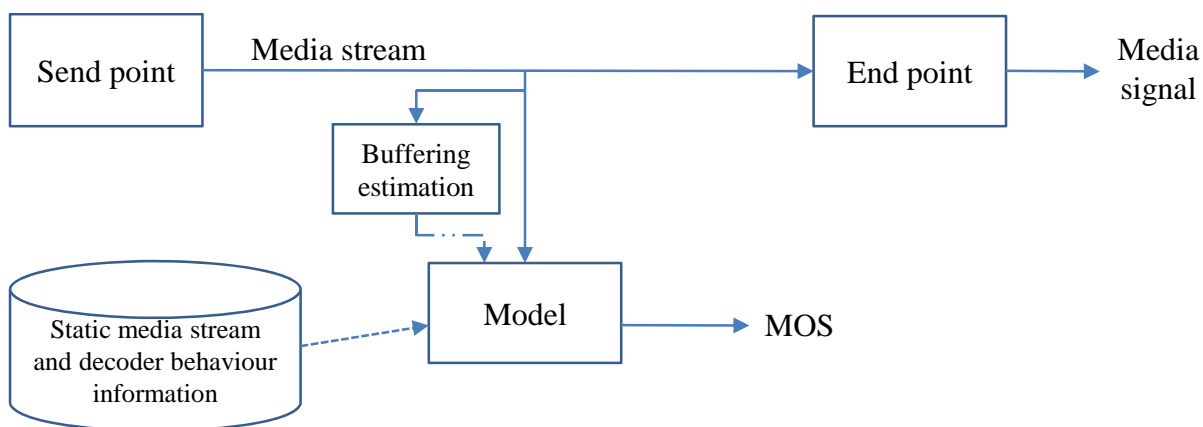 Send point
Media stream
End point
Media
signal
Buffering
estimation
Model
MOS
Static media stream
and decoder behaviour
information